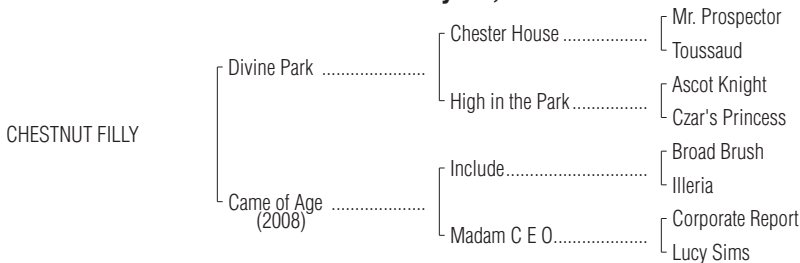 Mr. Prospector
Chester House ..................
Toussaud
Divine Park ......................
Ascot Knight
High in the Park................
Czar's Princess
CHESTNUT FILLY
Broad Brush
Include..............................
Illeria
Came of Age ....................
(2008)
Corporate Report
Madam C E O....................
Lucy Sims